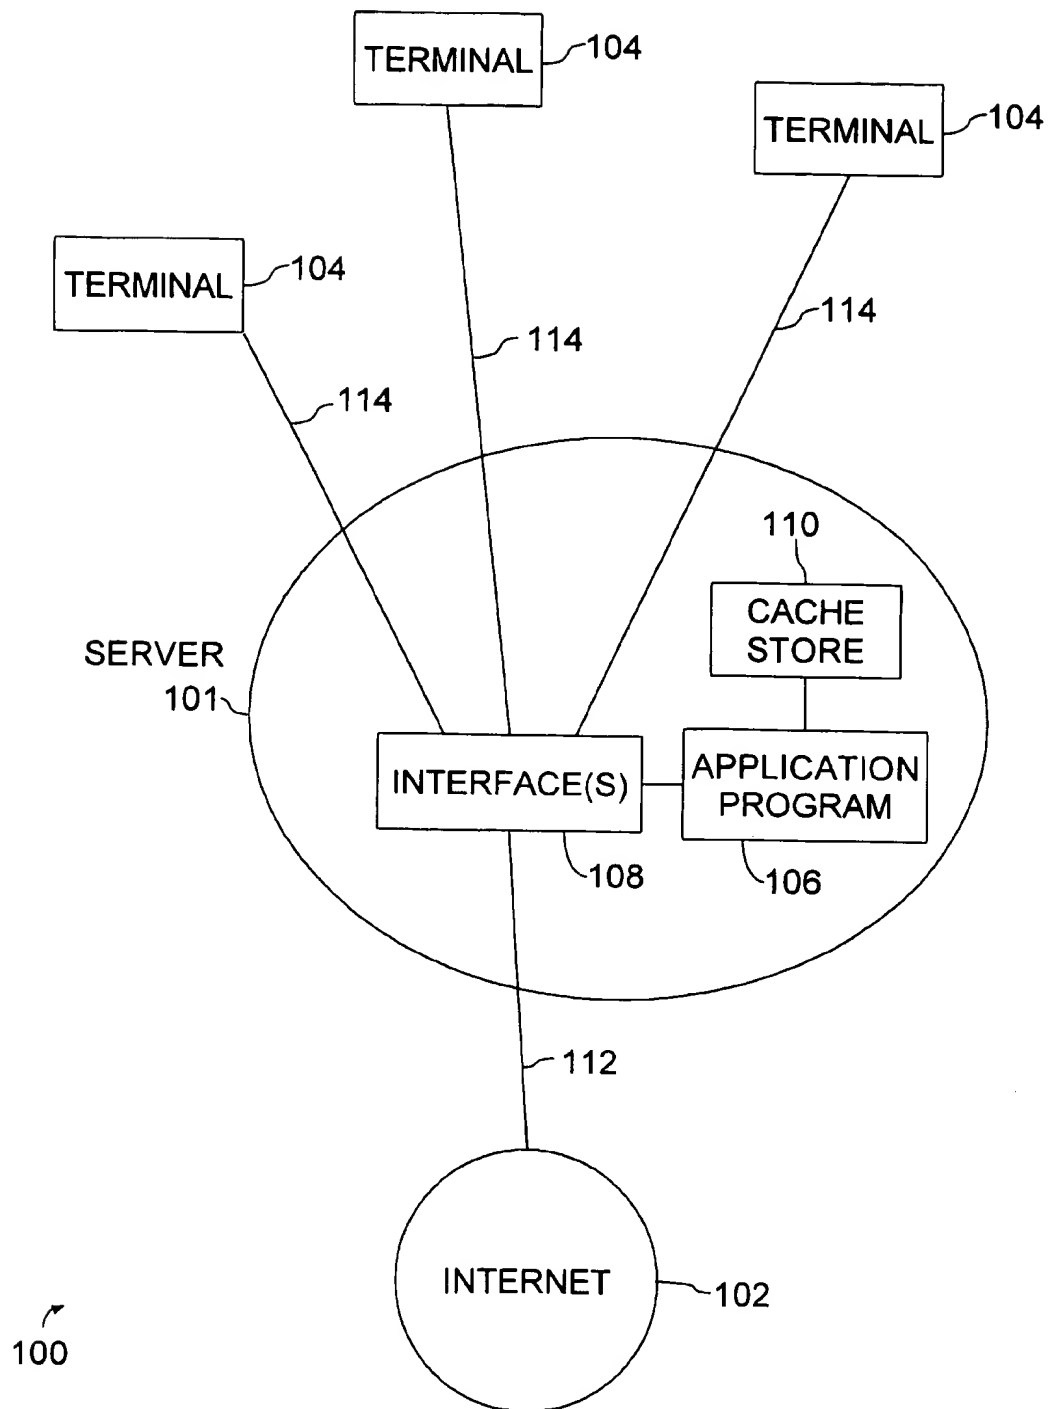 TERMINAL 104
TERMINAL 104
TERMINAL 104
114
114
114
110
CACHE
STORE
SERVER
101
INTERFACE(S)
APPLICATION
PROGRAM
108
106
112
INTERNET
102
100